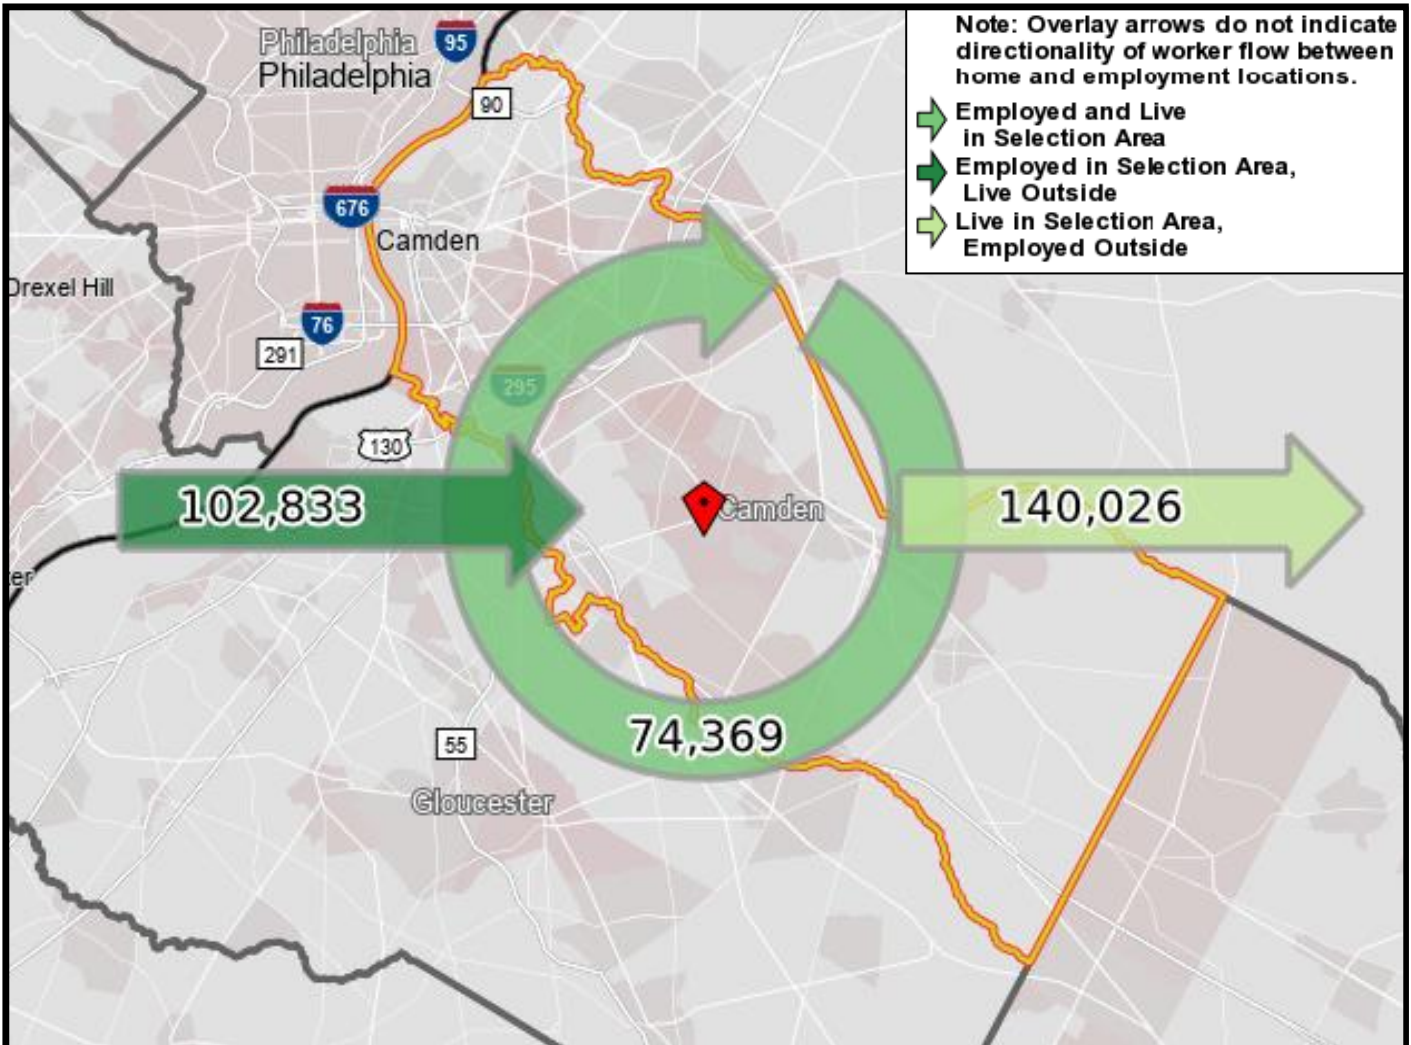 Note: Overlay arrows do not indicate
directionality of worker flow between
home and employment locations.
Employed and Live
in Selection Area
Employed in Selection Area,
Live Outside
Live in Selection Area,
Employed Outside
Philadelphia
95
Philadelphia
90
676
Camden
Drexel Hill
76
291
295
130
102,833
Camden
140,026
er
74,369
55
Gloucester